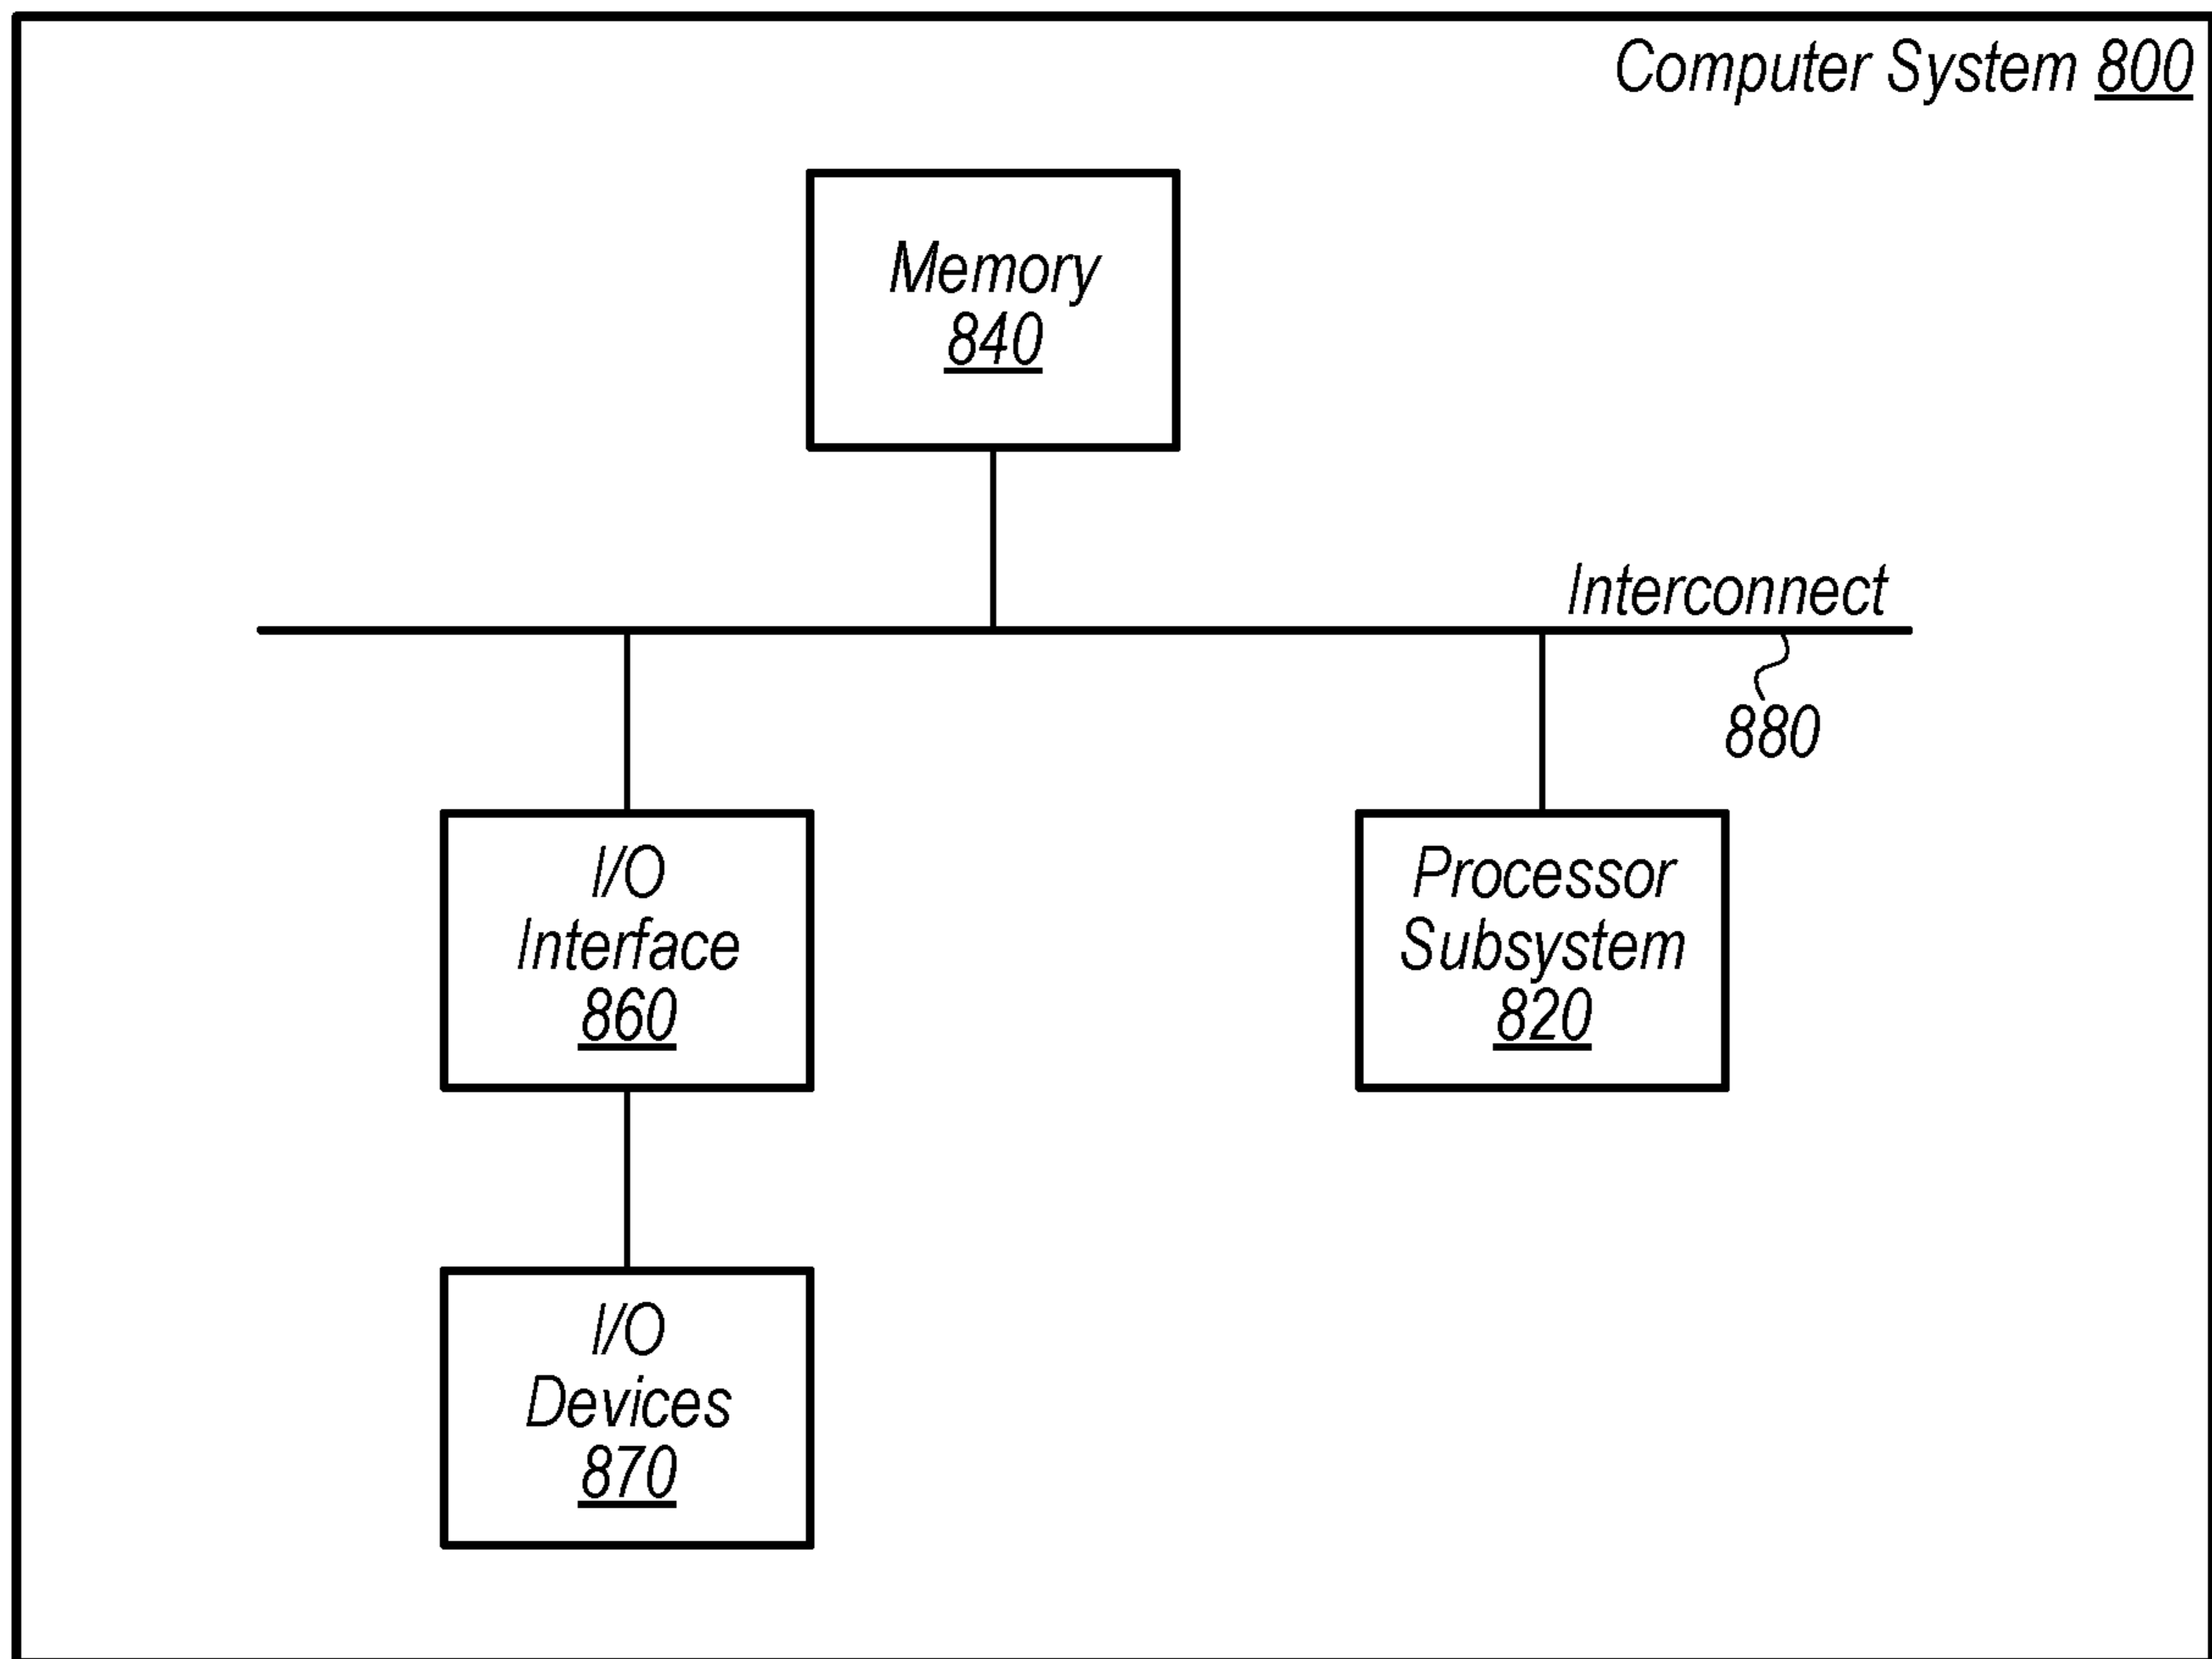 Computer System 800
Memory
840
Interconnect
880
I/O
Interface
860
Processor
Subsystem
820
I/O
Devices
870